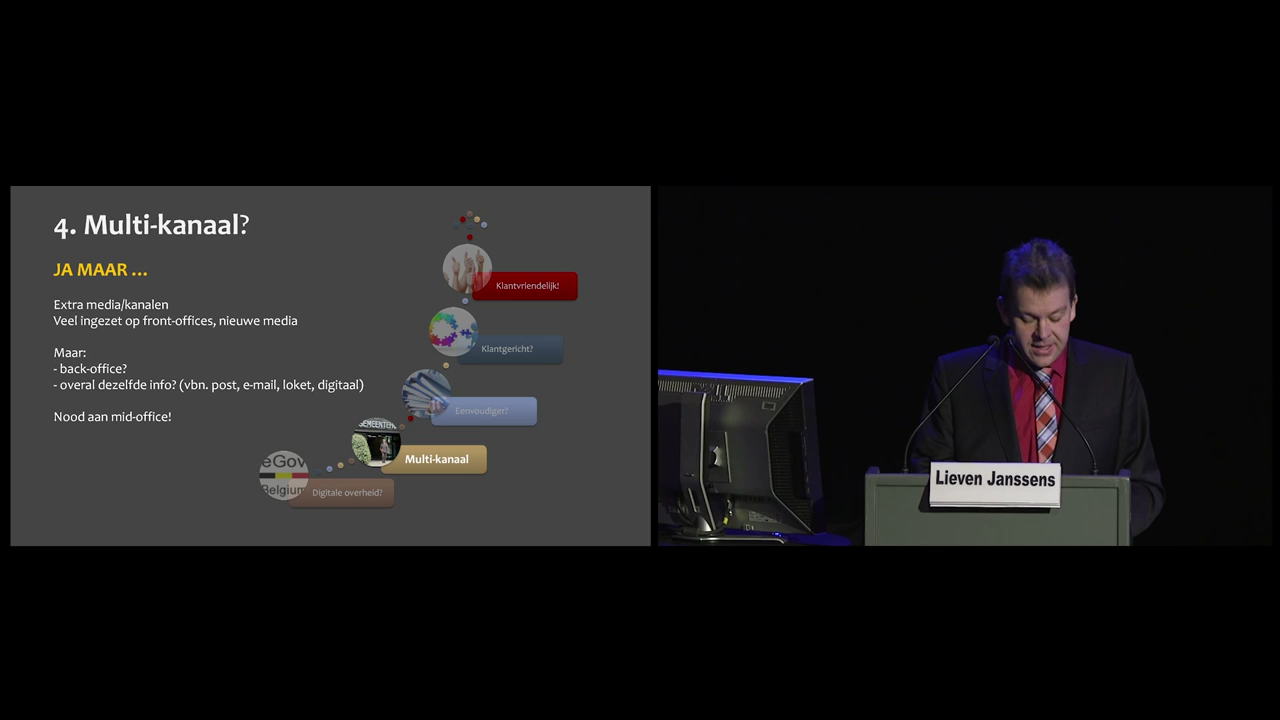 4. Multi-kanaal?
JA MAAR ...
Extra media/kanalen
Veel ingezet op front-offices, nieuwe media
Maar:
- back-office?
- overal dezelfde info? (vbn. post, e-mail, loket, digitaal)
Nood aan mid-office!
Klantvriendelijk!
Klantgericht?
Eenvoudiger?
Multi-kanaal
Digitale overheid?
eGov
Belgium
Lieven Janssens